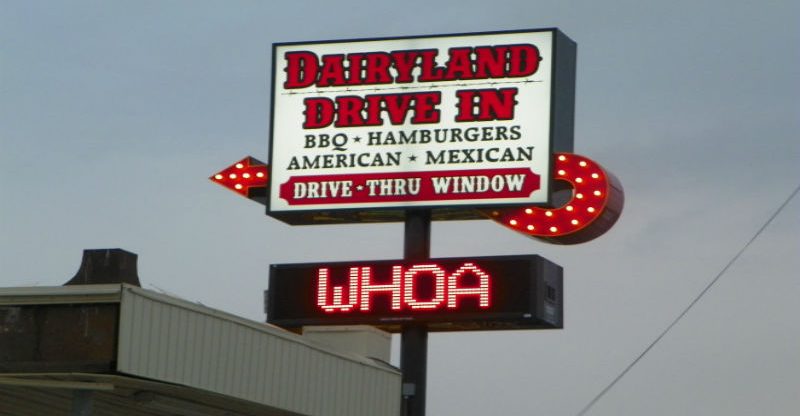 DAIRYLAND
DRIVE IN
BBQ ★ HAMBURGERS
AMERICAN ★ MEXICAN
DRIVE★THRU WINDOW
WHOA